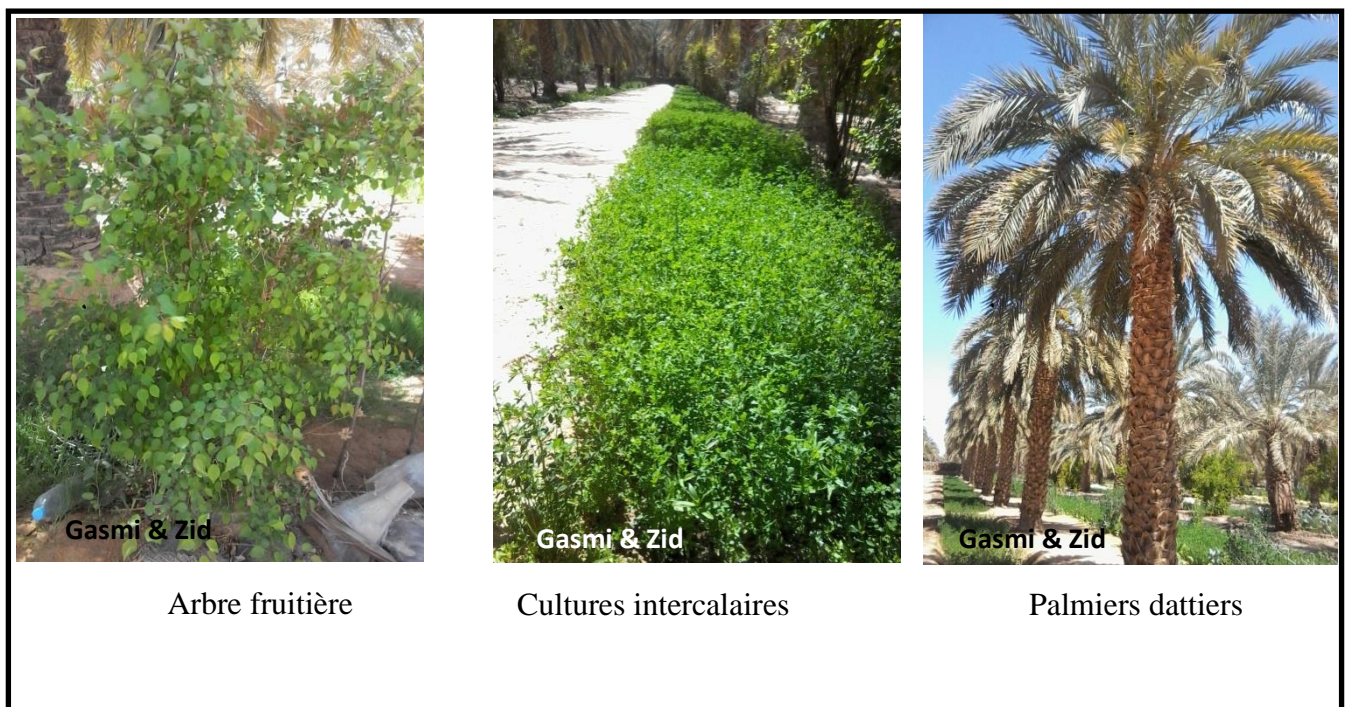 Gasmi & Zid
Gasmi & Zid
Gasmi & Zid
Arbre fruitière
Cultures intercalaires
Palmiers dattiers